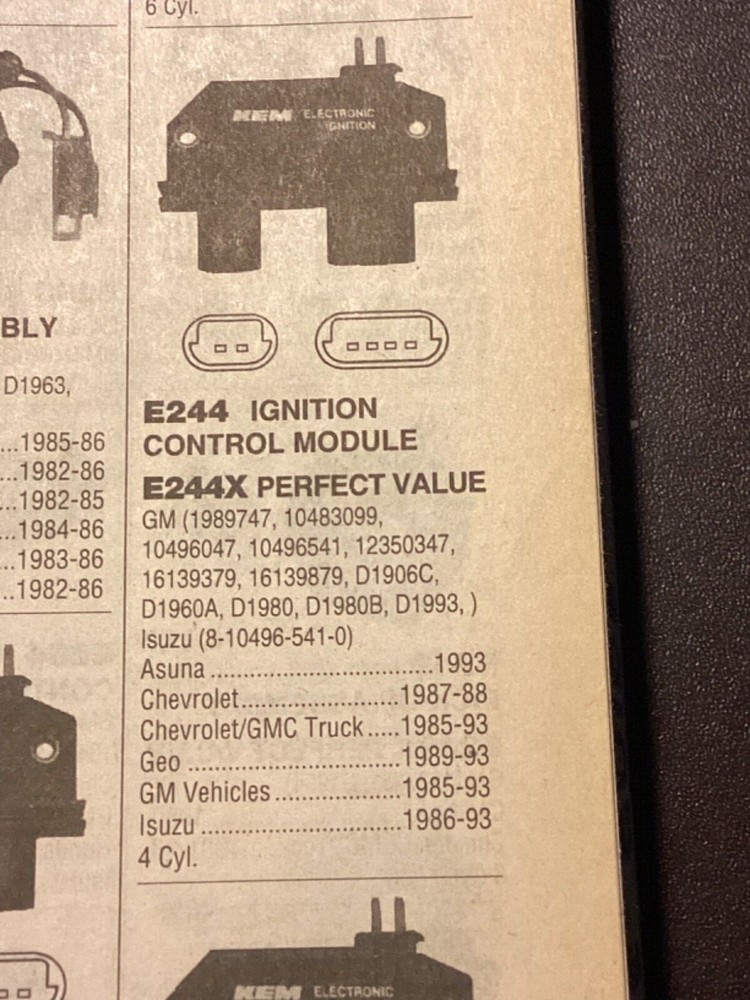 6 Cyl.
KEM ELECTRONIC
IGNITION
BLY
D1963,
...1985-86
...1982-86
...1982-85
...1984-86
...1983-86
...1982-86
E244 IGNITION
CONTROL MODULE
E244X PERFECT VALUE
GM (1989747, 10483099,
10496047, 10496541, 12350347,
16139379, 16139879, D1906C,
D1960A, D1980, D1980B, D1993, )
Isuzu (8-10496-541-0)
Asuna ..................................1993
Chevrolet........................1987-88
Chevrolet/GMC Truck.....1985-93
Geo .................................1989-93
GM Vehicles...................1985-93
Isuzu ...............................1986-93
4 Cyl.
KEM ELECTRONIC